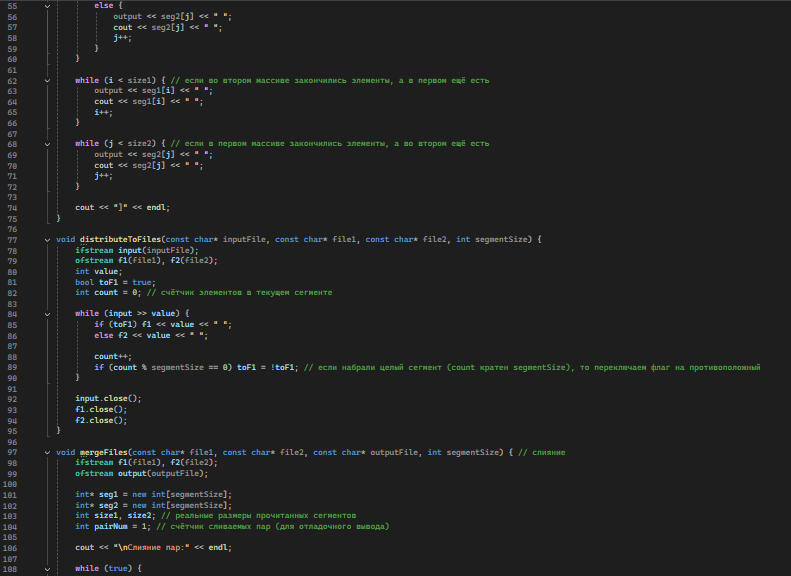 55 else {
56 output << seg2[j] << " ";
57 cout << seg2[j] << " ";
58 j++;
59 }
60 }
61
62 while (i < size1) { // если во втором массиве закончились элементы, а в первом ещё есть
63 output << seg1[i] << " ";
64 cout << seg1[i] << " ";
65 i++;
66 }
67
68 while (j < size2) { // если в первом массиве закончились элементы, а во втором ещё есть
69 output << seg2[j] << " ";
70 cout << seg2[j] << " ";
71 j++;
72 }
73
74 cout << "]" << endl;
75 }
76
77 void distributeToFiles(const char* inputFile, const char* file1, const char* file2, int segmentSize) {
78 ifstream input(inputFile);
79 ofstream f1(file1), f2(file2);
80 int value;
81 bool toF1 = true;
82 int count = 0; // счётчик элементов в текущем сегменте
83
84 while (input >> value) {
85 if (toF1) f1 << value << " ";
86 else f2 << value << " ";
87
88 count++;
89 if (count % segmentSize == 0) toF1 = !toF1; // если набрали целый сегмент (count кратен segmentSize), то переключаем флаг на противоположный
90 }
91
92 input.close();
93 f1.close();
94 f2.close();
95 }
96
97 void mergeFiles(const char* file1, const char* file2, const char* outputFile, int segmentSize) { // слияние
98 ifstream f1(file1), f2(file2);
99 ofstream output(outputFile);
100
101 int* seg1 = new int[segmentSize];
102 int* seg2 = new int[segmentSize];
103 int size1, size2; // реальные размеры прочитанных сегментов
104 int pairNum = 1; // счётчик сливаемых пар (для отладочного вывода)
105
106 cout << "\nСлияние пар:" << endl;
107
108 while (true) {